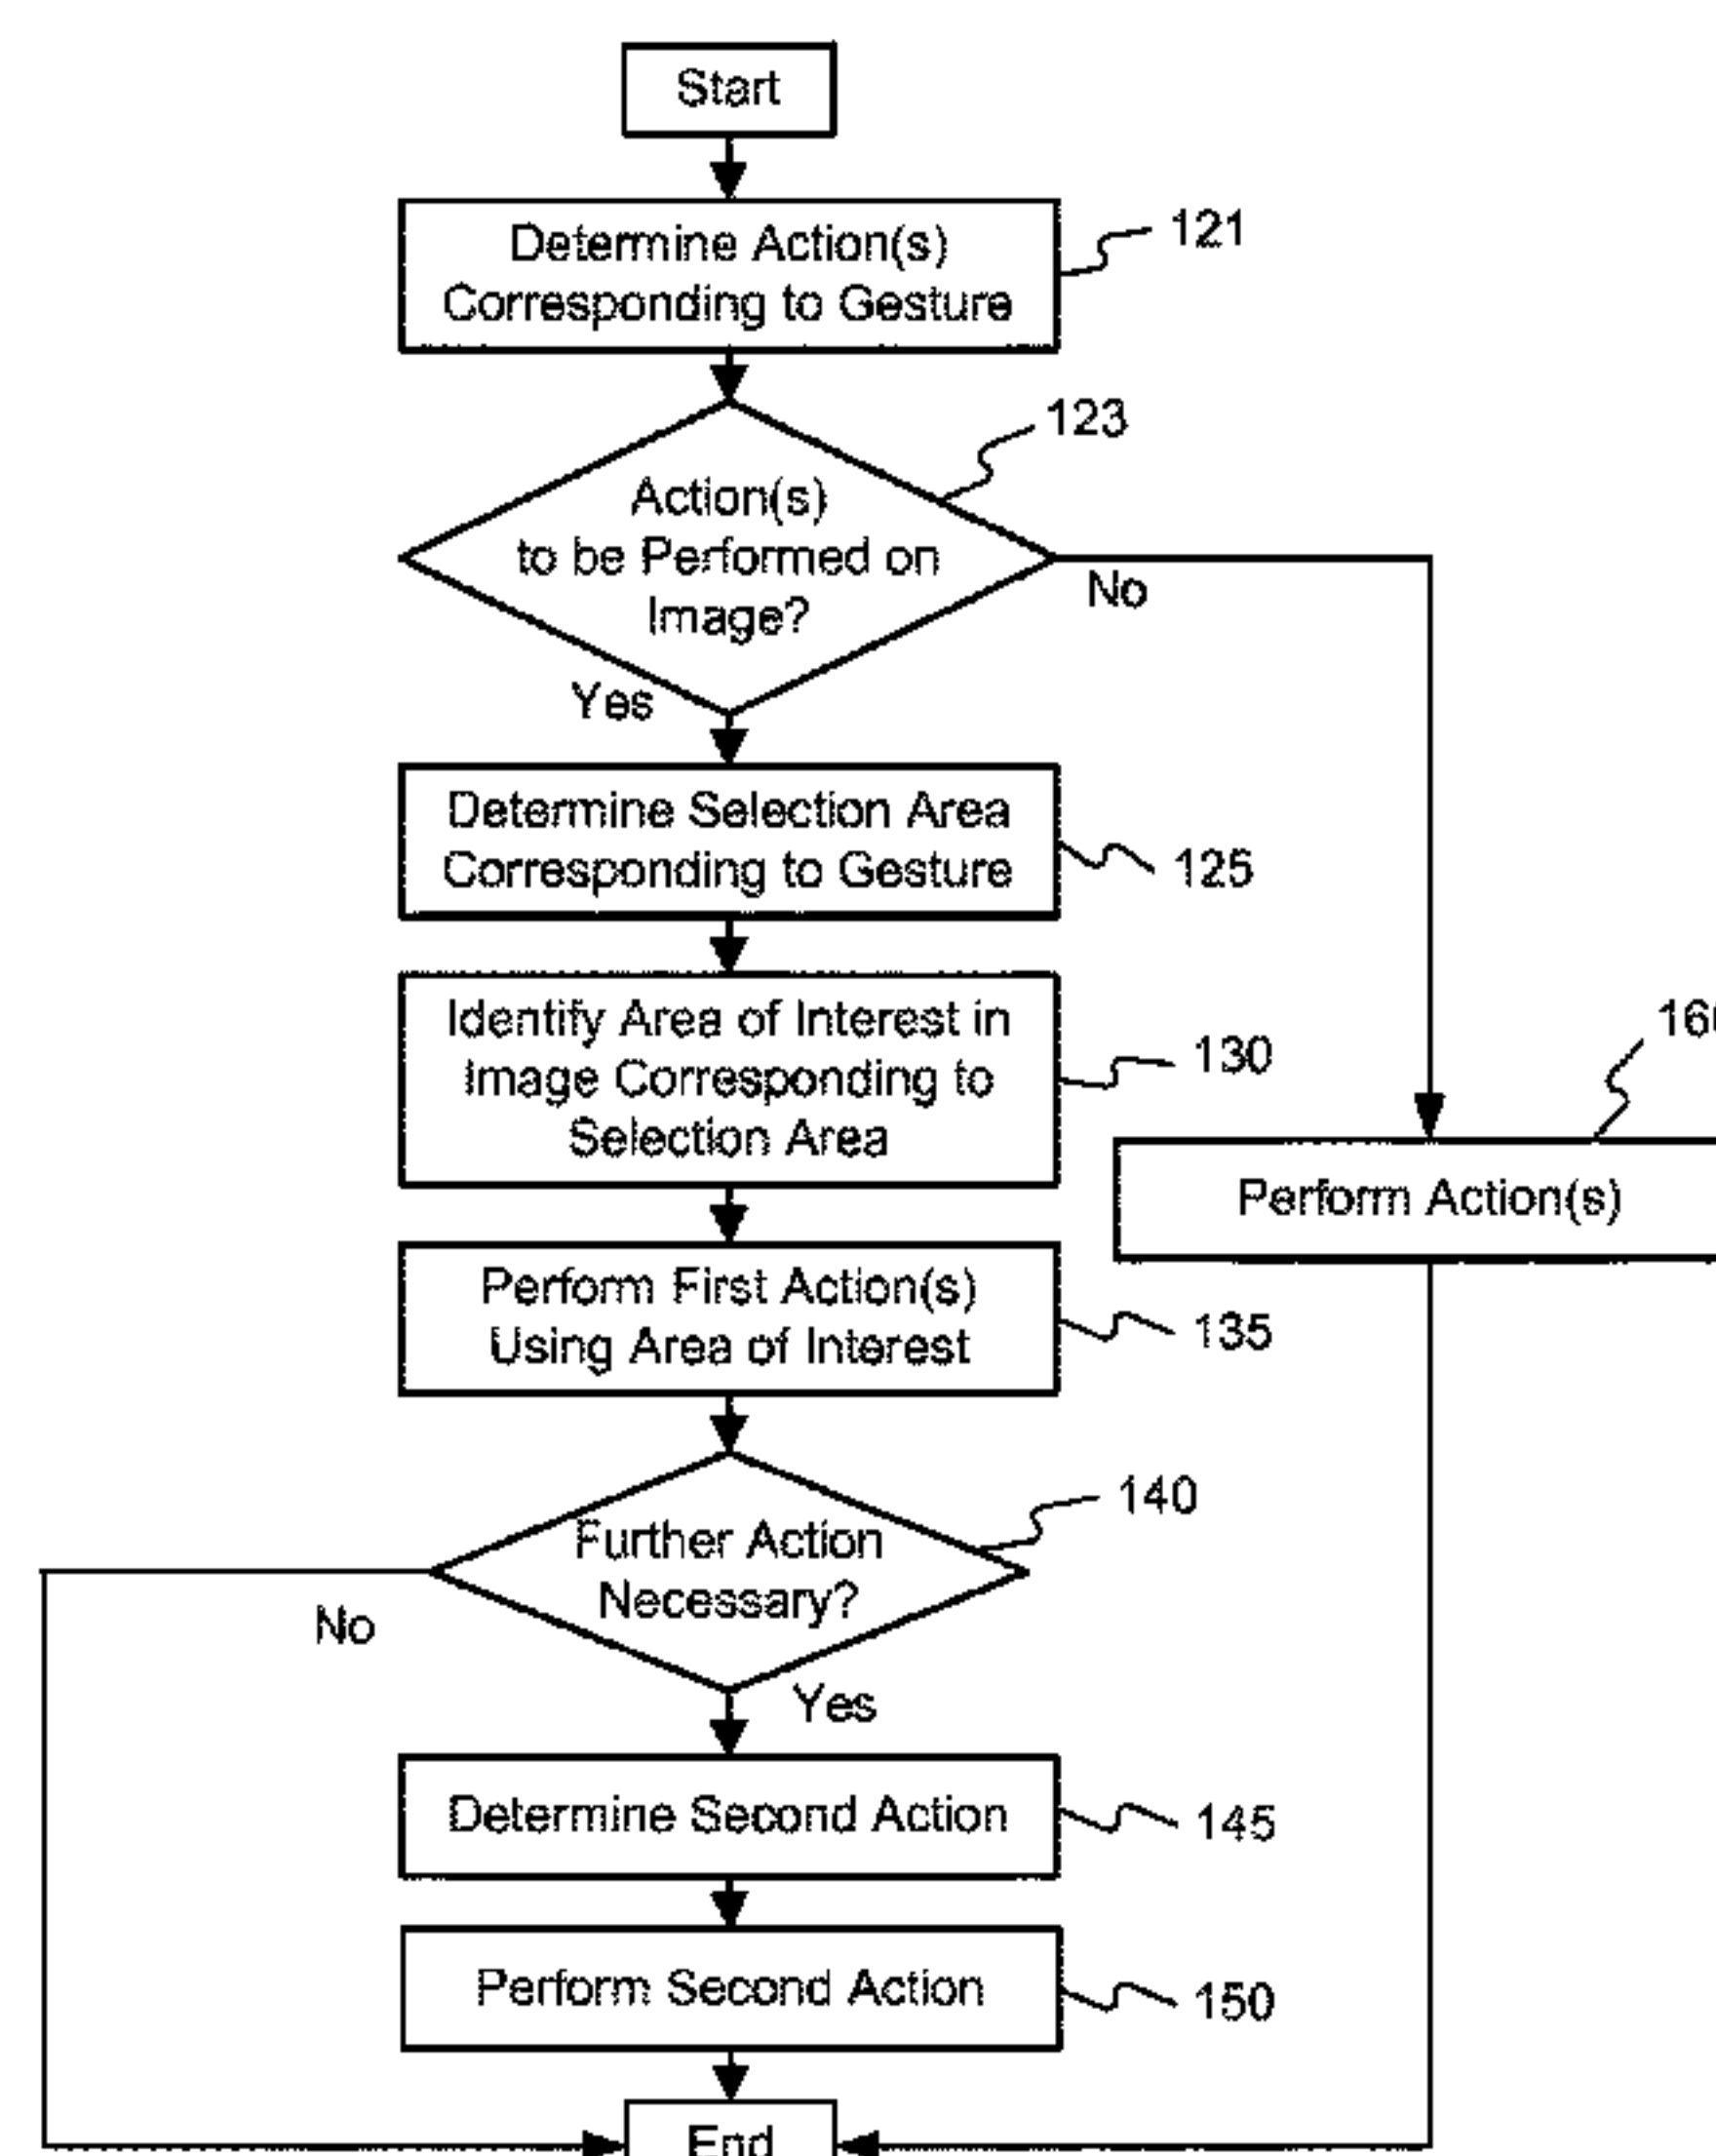 Start
Determine Action(s)
Corresponding to Gesture
121
123
Action(s)
to be Performed on
Image?
No
Yes
Determine Selection Area
Corresponding to Gesture
125
Identify Area of Interest in
Image Corresponding to
Selection Area
130
160
Perform Action(s)
Perform First Action(s)
Using Area of Interest
135
140
Further Action
Necessary?
No
Yes
Determine Second Action
145
Perform Second Action
150
End